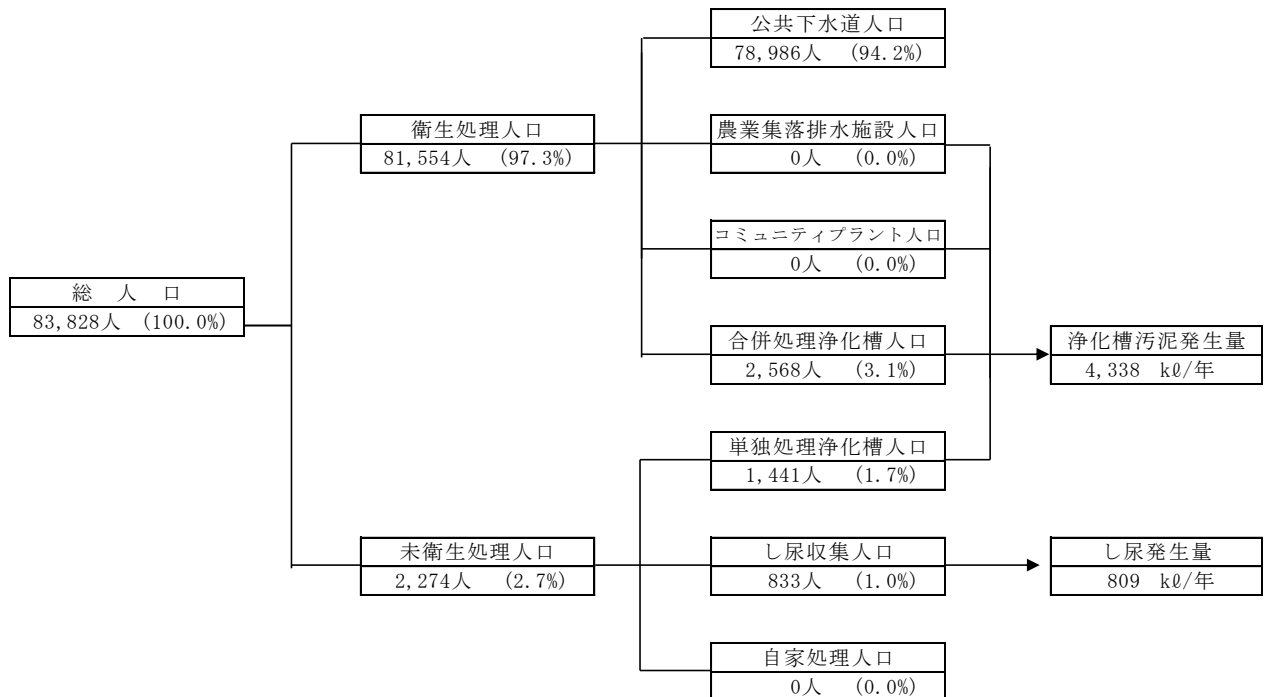 公共下水道人口
78,986人 (94.2%)
衛生処理人口
81,554人 (97.3%)
農業集落排水施設人口
0人 (0.0%)
コミュニティプラント人口
0人 (0.0%)
総 人 口
83,828人 (100.0%)
合併処理浄化槽人口
2,568人 (3.1%)
浄化槽汚泥発生量
4,338 kℓ/年
単独処理浄化槽人口
1,441人 (1.7%)
未衛生処理人口
2,274人 (2.7%)
し尿収集人口
833人 (1.0%)
し尿発生量
809 kℓ/年
自家処理人口
0人 (0.0%)